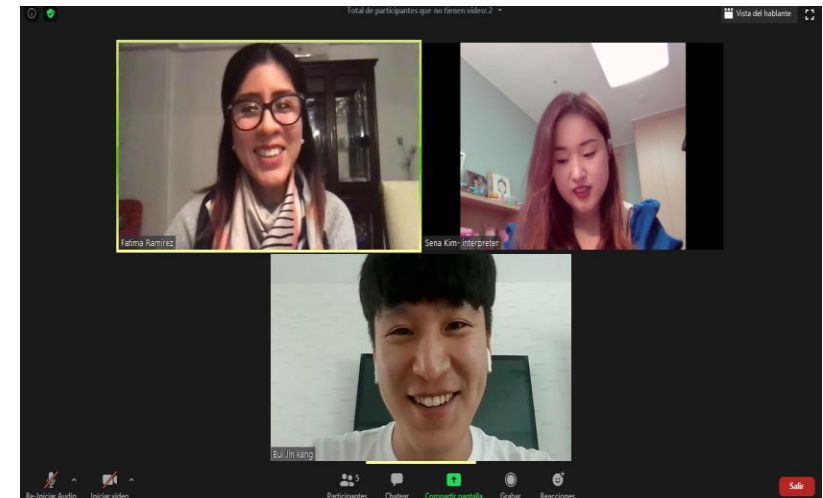 Total de participantes que no tienen video: 2
Vista del hablante
Fatima Ramirez
Sena Kim- interpreter
Eui Jin kang
Re-Iniciar Audio
Iniciar video
5
Participantes
Chatear
Compartir pantalla
Grabar
Reacciones
Salir